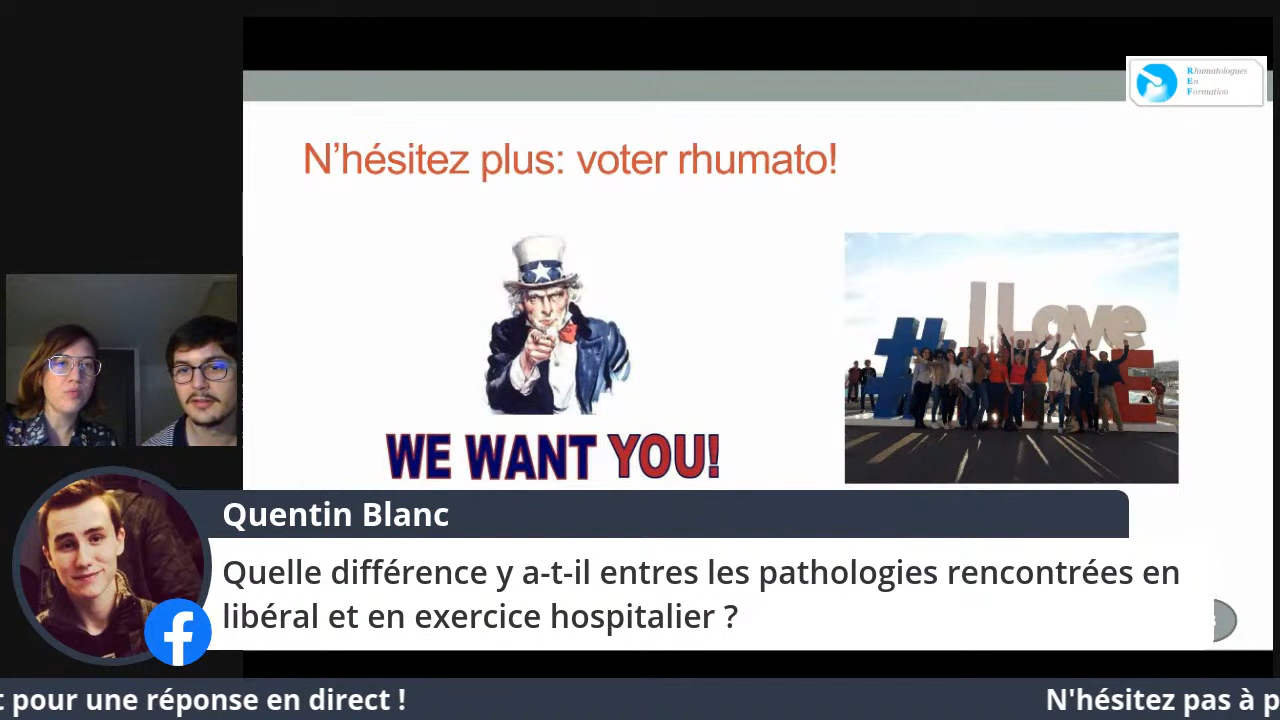 Rhumatologues
En
Formation
N'hésitez plus: voter rhumato!
I Love
#
E
WE WANT YOU!
Quentin Blanc
Quelle différence y a-t-il entres les pathologies rencontrées en
libéral et en exercice hospitalier ?
t pour une réponse en direct !
N'hésitez pas à p